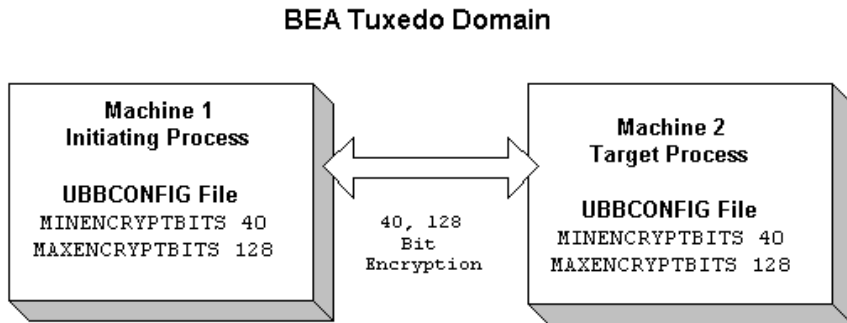 BEA Tuxedo Domain
Machine 1
Initiating Process
UBBCONFIG File
MINENCRYPTBITS 40
MAXENCRYPTBITS 128
40, 128
Bit
Encryption
Machine 2
Target Process
UBBCONFIG File
MINENCRYPTBITS 40
MAXENCRYPTBITS 128